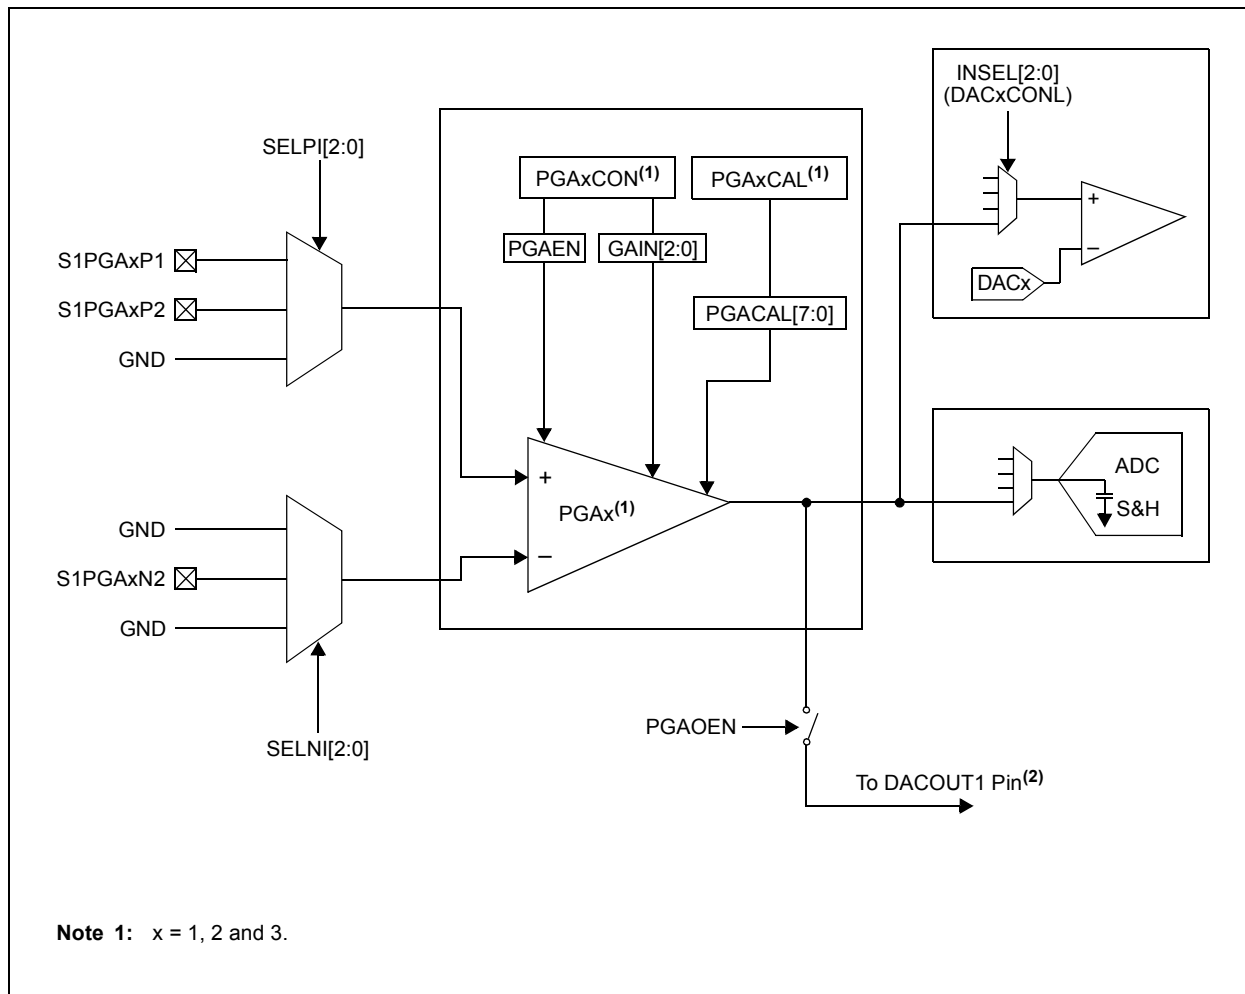 INSEL[2:0]
(DACxCONL)
SELPI[2:0]
PGAxCON(1)
PGAxCAL(1)
PGAEN
GAIN[2:0]
S1PGAxP1
S1PGAxP2
GND
PGACAL[7:0]
+
−
DACx
GND
S1PGAxN2
GND
+
PGAx(1)
−
ADC
S&H
SELNI[2:0]
PGAOEN
To DACOUT1 Pin(2)
Note 1: x = 1, 2 and 3.